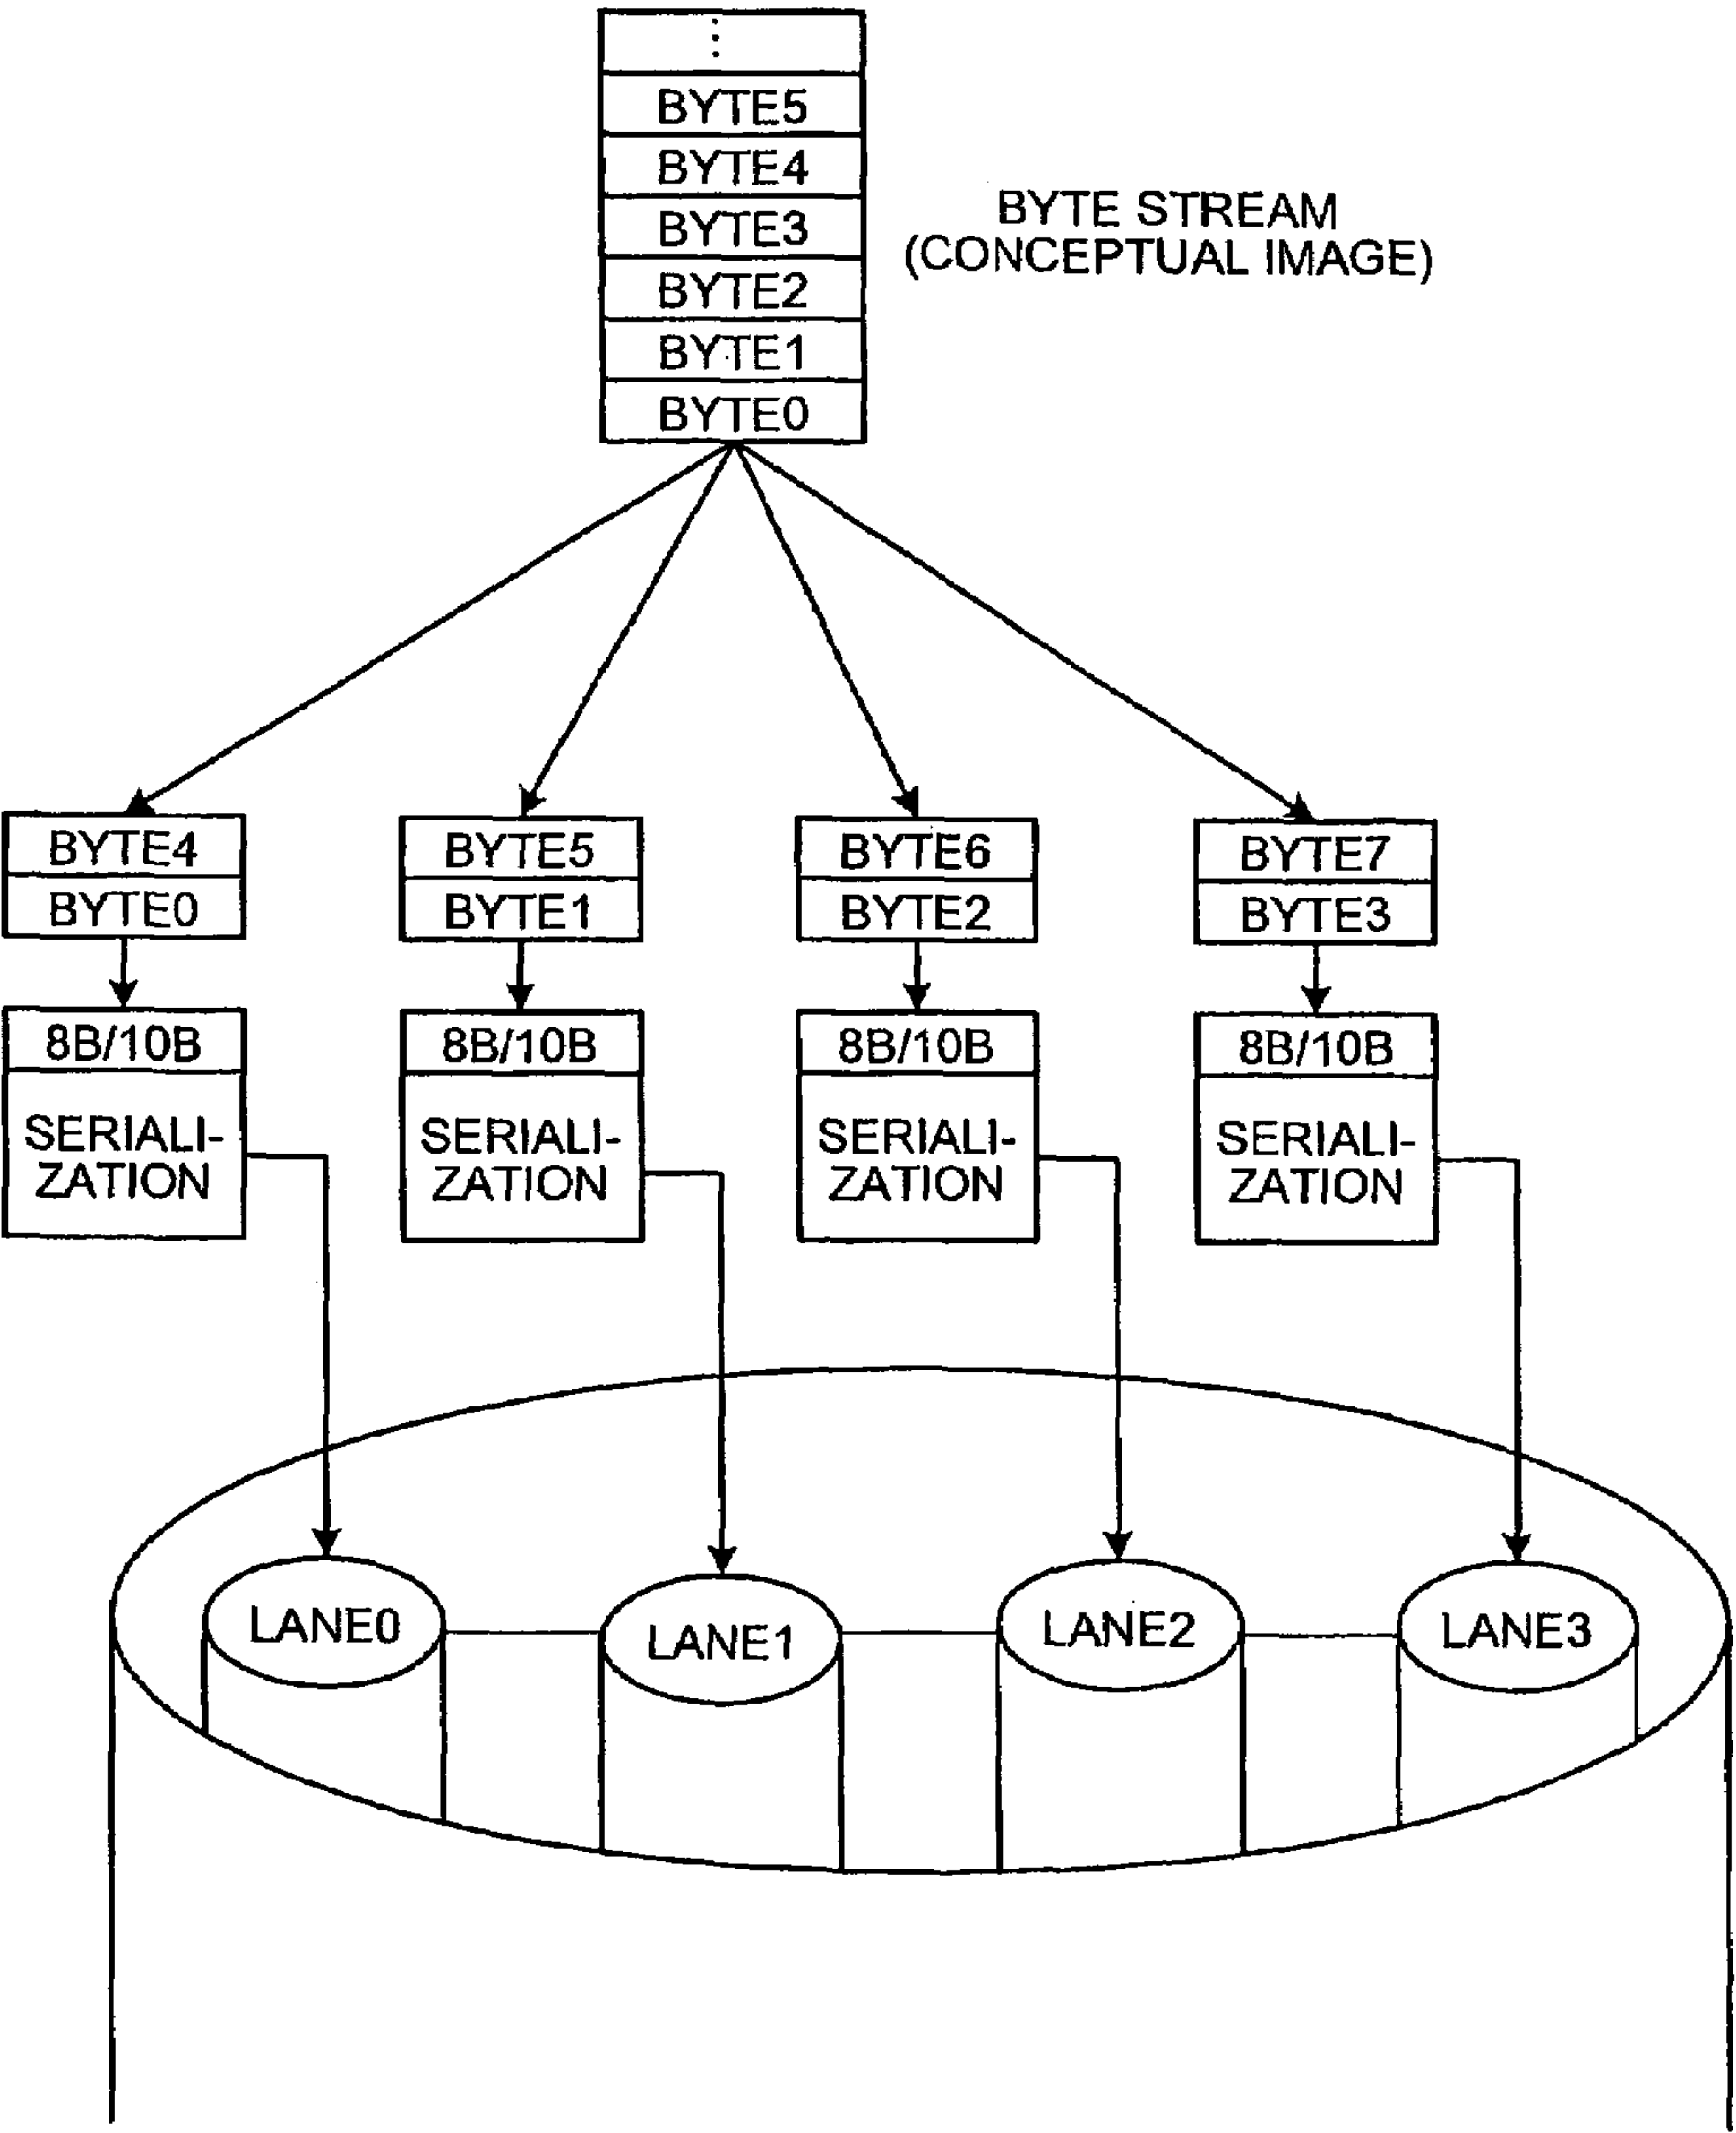 ⋮
BYTE5
BYTE4
BYTE3
BYTE2
BYTE1
BYTE0
BYTE STREAM
(CONCEPTUAL IMAGE)
BYTE4
BYTE0
BYTE5
BYTE1
BYTE6
BYTE2
BYTE7
BYTE3
8B/10B
SERIALI-
ZATION
8B/10B
SERIALI-
ZATION
8B/10B
SERIALI-
ZATION
8B/10B
SERIALI-
ZATION
LANE0
LANE1
LANE2
LANE3